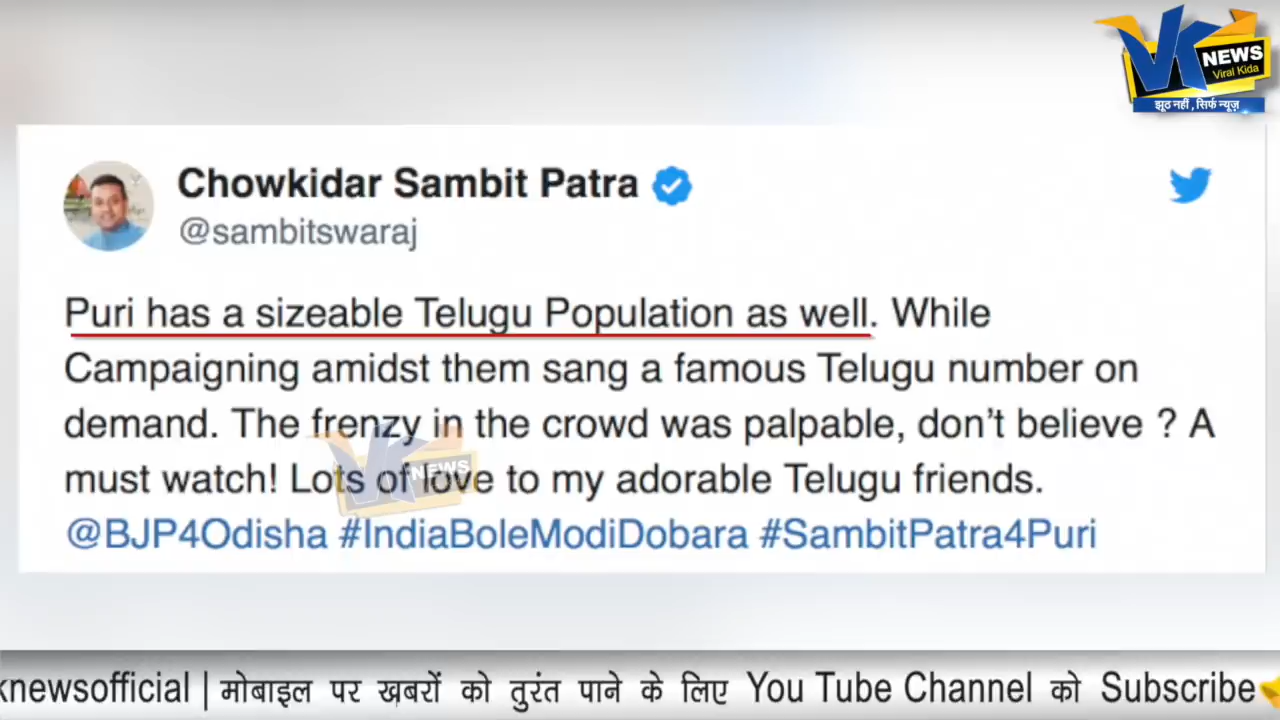 VK NEWS
Viral Kida
झूठ नहीं, सिर्फ न्यूज़
Chowkidar Sambit Patra
@sambitswaraj
Puri has a sizeable Telugu Population as well. While
Campaigning amidst them sang a famous Telugu number on
demand. The frenzy in the crowd was palpable, don't believe ? A
must watch! Lots of love to my adorable Telugu friends.
@BJP4Odisha #IndiaBoleModiDobara #SambitPatra4Puri
VK NEWS
knewsofficial | मोबाइल पर ख़बरों को तुरंत पाने के लिए You Tube Channel को Subscribe